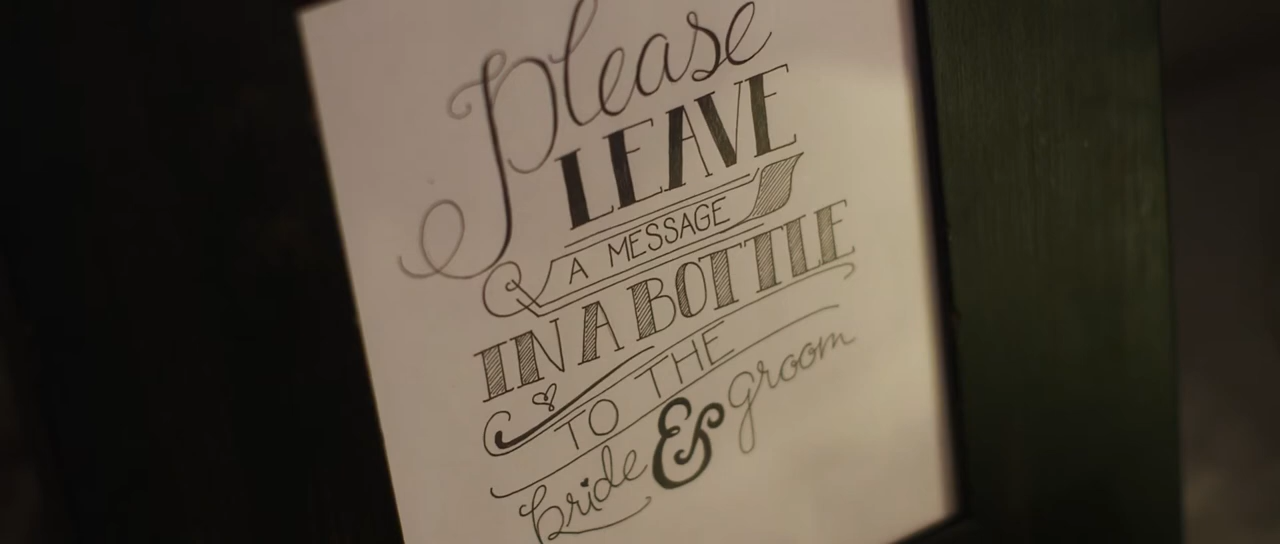 Please
LEAVE
A MESSAGE
IN A BOTTLE
TO THE
bride & groom